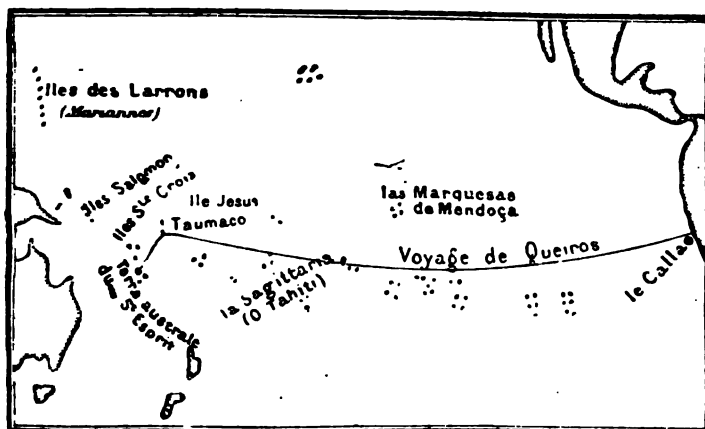 Iles des Larrons
(Mariannes)
Iles Salomon
Iles Ste Croix
Ile Jesus
Taumaco
las Marquesas
de Mendoça
Voyage de Queiros
le Callao
la Sagittaria
(O Tahiti)
Terra australe
du St Esprit